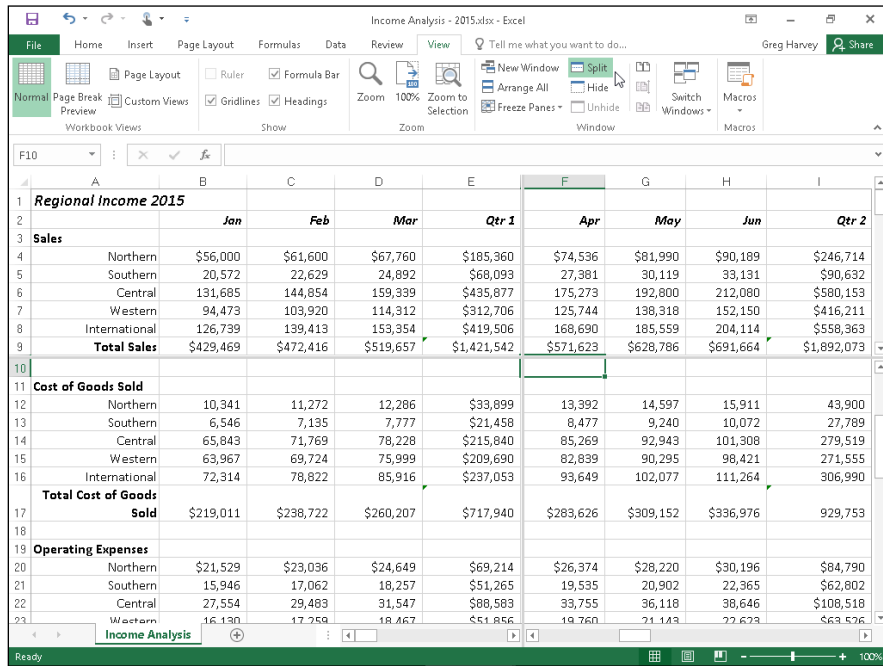 Income Analysis - 2015.xlsx - Excel
File Home Insert Page Layout Formulas Data Review View Tell me what you want to do... Greg Harvey Share
Normal Page Break Preview Page Layout Custom Views
Workbook Views
Ruler Formula Bar
Gridlines Headings
Show
Zoom 100% Zoom to Selection
Zoom
New Window Split
Arrange All Hide
Freeze Panes Unhide
Switch Windows
Window
Macros
Macros
F10 fx
A B C D E F G H I
1 Regional Income 2015
2 Jan Feb Mar Qtr 1 Apr May Jun Qtr 2
3 Sales
4 Northern $56,000 $61,600 $67,760 $185,360 $74,536 $81,990 $90,189 $246,714
5 Southern 20,572 22,629 24,892 $68,093 27,381 30,119 33,131 $90,632
6 Central 131,685 144,854 159,339 $435,877 175,273 192,800 212,080 $580,153
7 Western 94,473 103,920 114,312 $312,706 125,744 138,318 152,150 $416,211
8 International 126,739 139,413 153,354 $419,506 168,690 185,559 204,114 $558,363
9 Total Sales $429,469 $472,416 $519,657 $1,421,542 $571,623 $628,786 $691,664 $1,892,073
10
11 Cost of Goods Sold
12 Northern 10,341 11,272 12,286 $33,899 13,392 14,597 15,911 43,900
13 Southern 6,546 7,135 7,777 $21,458 8,477 9,240 10,072 27,789
14 Central 65,843 71,769 78,228 $215,840 85,269 92,943 101,308 279,519
15 Western 63,967 69,724 75,999 $209,690 82,839 90,295 98,421 271,555
16 International 72,314 78,822 85,916 $237,053 93,649 102,077 111,264 306,990
Total Cost of Goods
17 Sold $219,011 $238,722 $260,207 $717,940 $283,626 $309,152 $336,976 929,753
18
19 Operating Expenses
20 Northern $21,529 $23,036 $24,649 $69,214 $26,374 $28,220 $30,196 $84,790
21 Southern 15,946 17,062 18,257 $51,265 19,535 20,902 22,365 $62,802
22 Central 27,554 29,483 31,547 $88,583 33,755 36,118 38,646 $108,518
23 Western 16,130 17,259 18,467 $51,856 19,760 21,143 22,623 $63,526
Income Analysis
Ready 100%